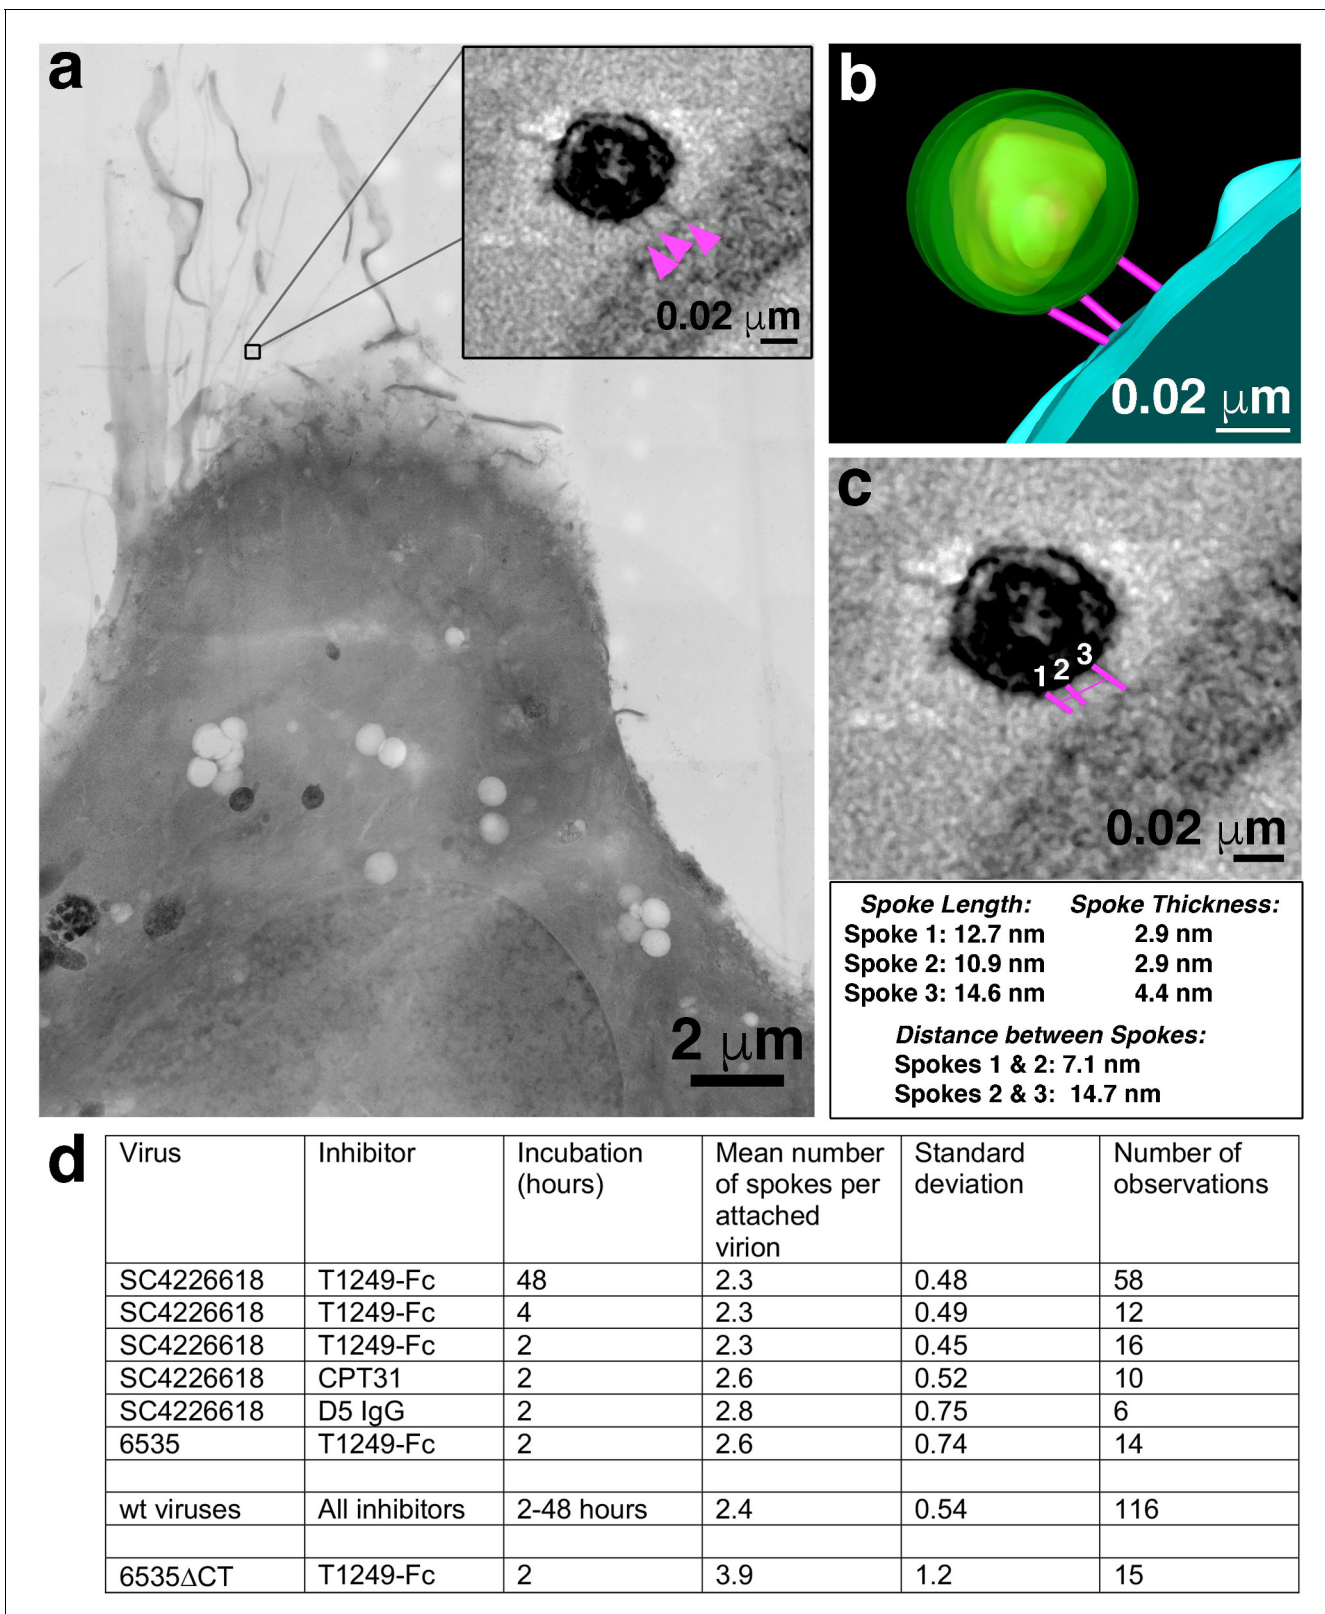 a
0.02 μm
2 μm
b
0.02 μm
c
1 2 3
0.02 μm
Spoke Length: Spoke Thickness:
Spoke 1: 12.7 nm 2.9 nm
Spoke 2: 10.9 nm 2.9 nm
Spoke 3: 14.6 nm 4.4 nm
Distance between Spokes:
Spokes 1 & 2: 7.1 nm
Spokes 2 & 3: 14.7 nm
d
Virus Inhibitor Incubation Mean number Standard Number of
(hours) of spokes per deviation observations
attached
virion
SC4226618 T1249-Fc 48 2.3 0.48 58
SC4226618 T1249-Fc 4 2.3 0.49 12
SC4226618 T1249-Fc 2 2.3 0.45 16
SC4226618 CPT31 2 2.6 0.52 10
SC4226618 D5 IgG 2 2.8 0.75 6
6535 T1249-Fc 2 2.6 0.74 14
wt viruses All inhibitors 2-48 hours 2.4 0.54 116
6535ΔCT T1249-Fc 2 3.9 1.2 15